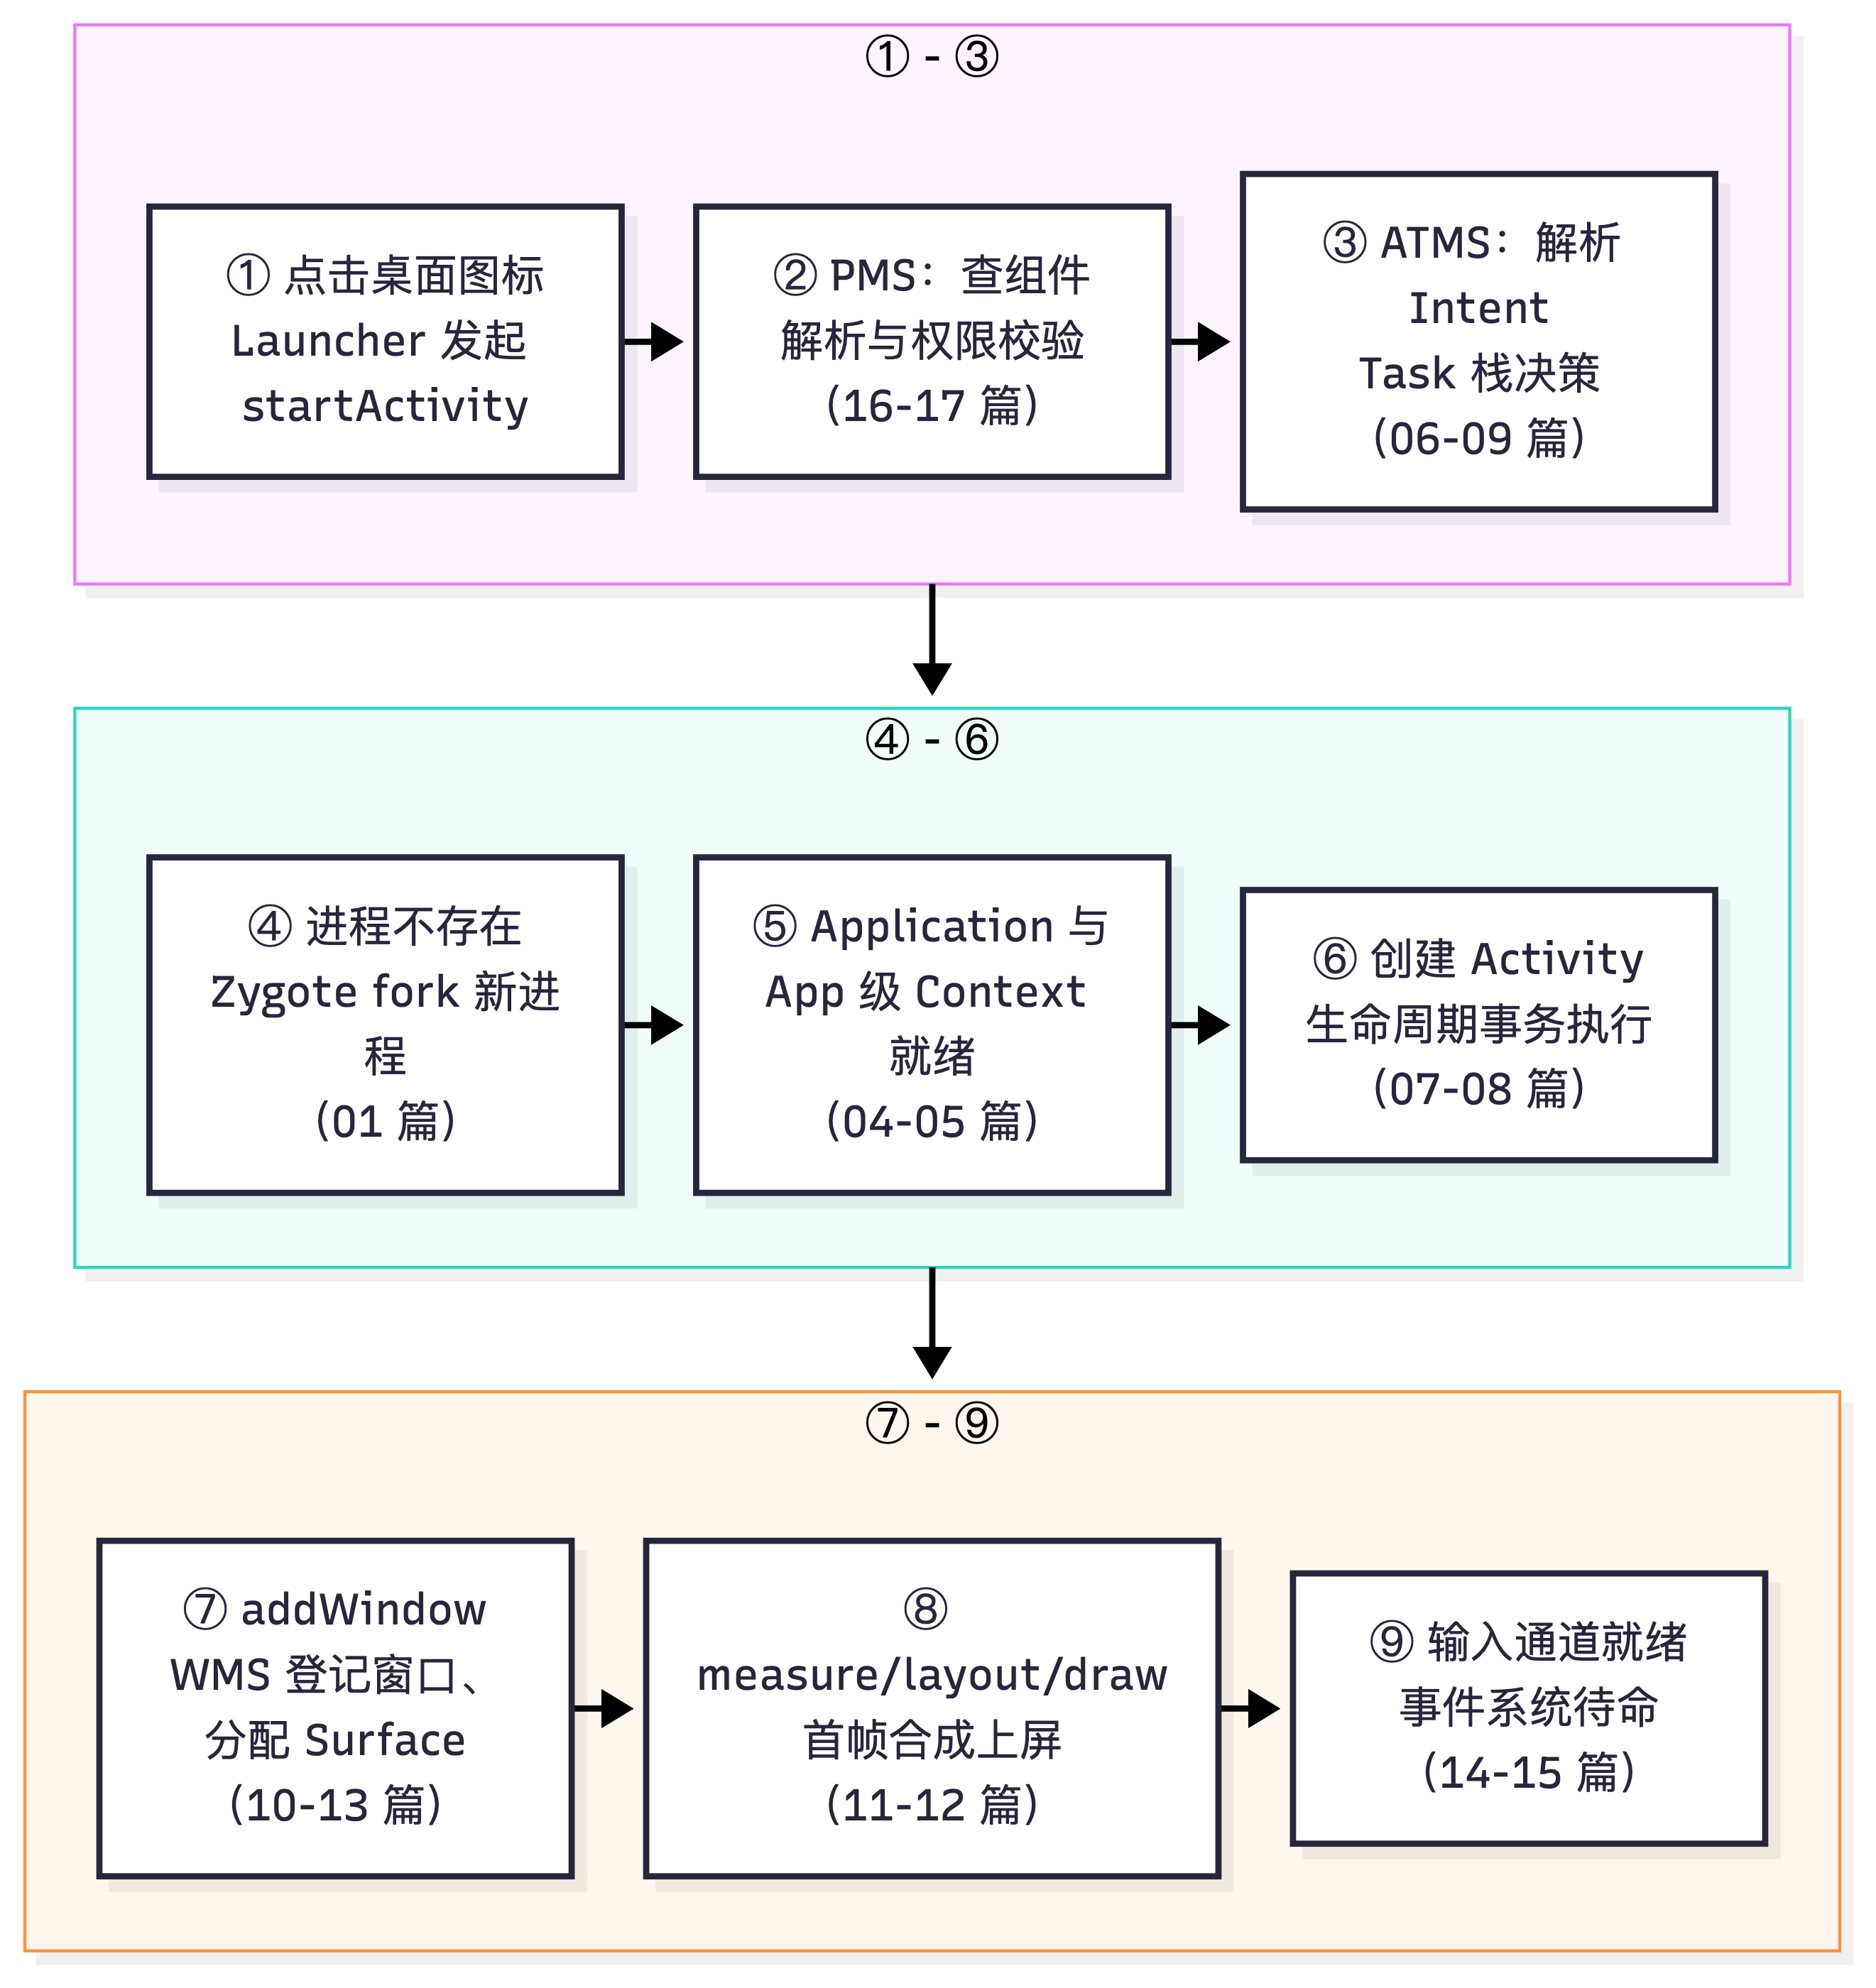 ① - ③
① 点击桌面图标
Launcher 发起
startActivity
② PMS：查组件
解析与权限校验
(16-17 篇)
③ ATMS：解析
Intent
Task 栈决策
(06-09 篇)
④ - ⑥
④ 进程不存在
Zygote fork 新进
程
(01 篇)
⑤ Application 与
App 级 Context
就绪
(04-05 篇)
⑥ 创建 Activity
生命周期事务执行
(07-08 篇)
⑦ - ⑨
⑦ addWindow
WMS 登记窗口、
分配 Surface
(10-13 篇)
⑧
measure/layout/draw
首帧合成上屏
(11-12 篇)
⑨ 输入通道就绪
事件系统待命
(14-15 篇)